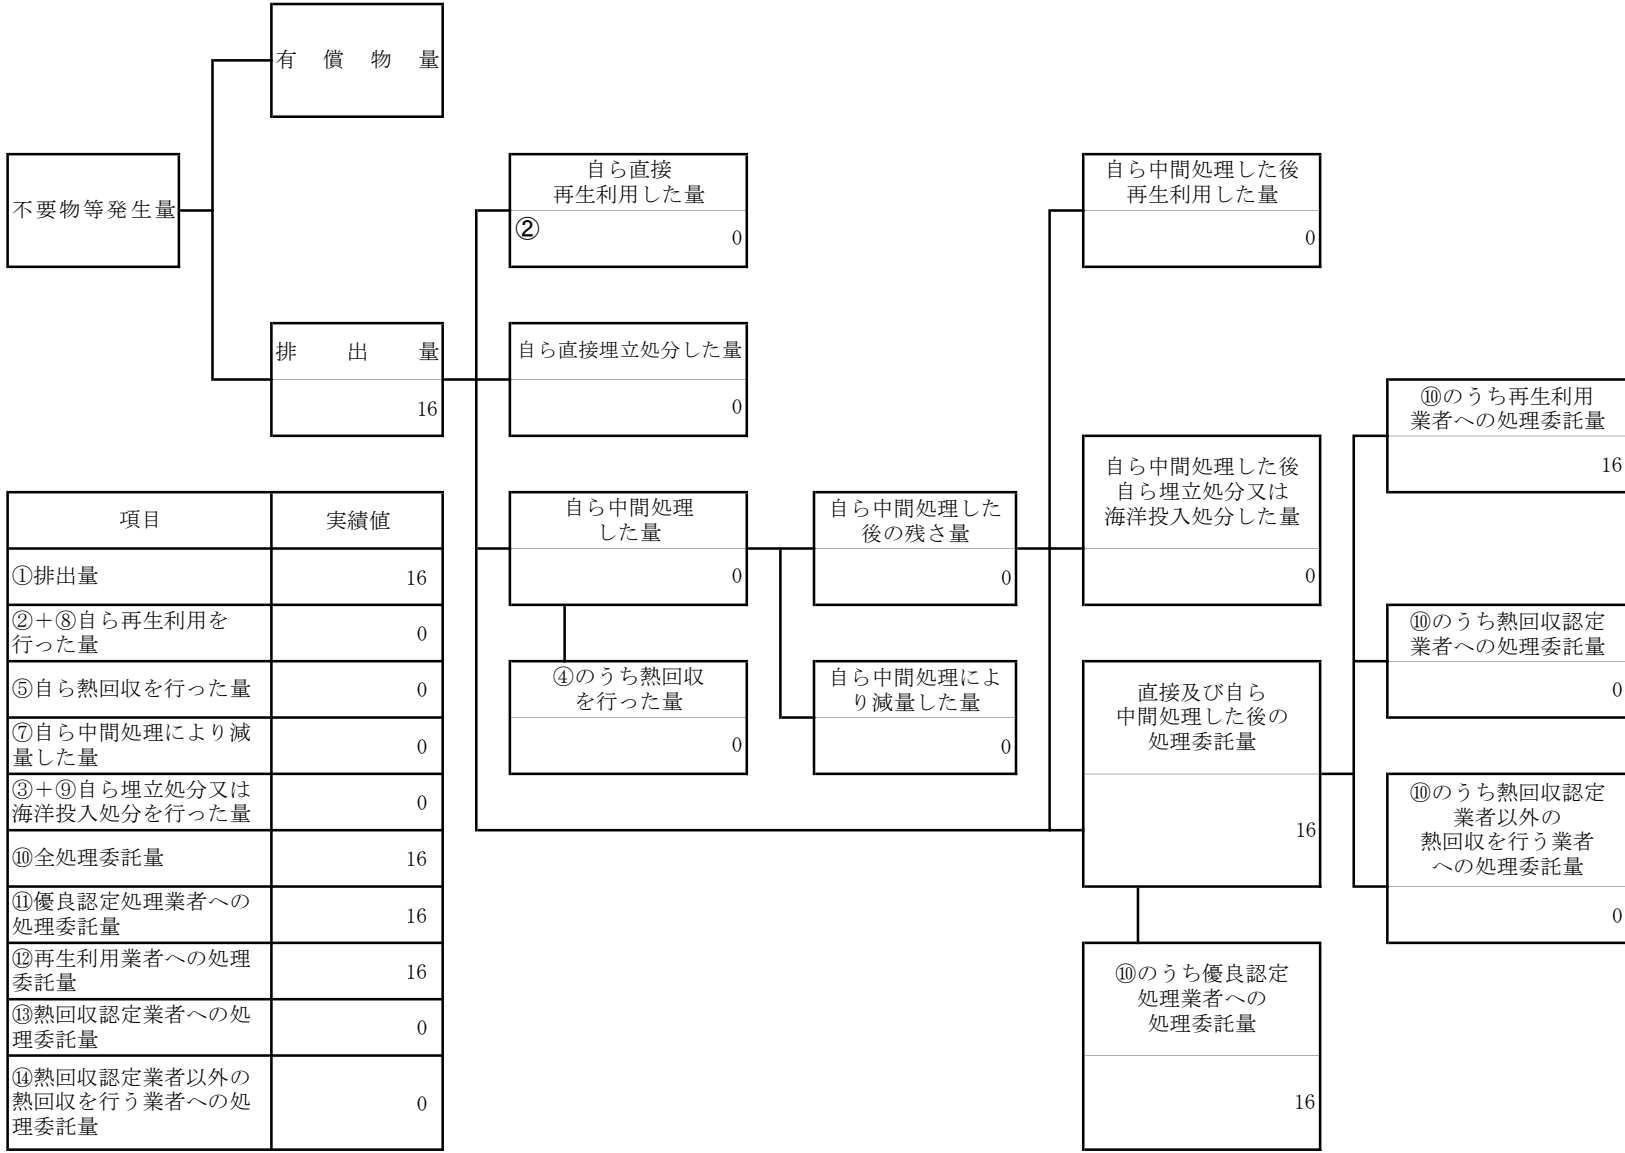 有償物量
不要物等発生量
排出量
16
自ら直接
再生利用した量
②
0
自ら直接埋立処分した量
0
自ら中間処理
した量
0
④のうち熱回収
を行った量
0
自ら中間処理した
後の残さ量
0
自ら中間処理によ
り減量した量
0
自ら中間処理した後
再生利用した量
0
自ら中間処理した後
自ら埋立処分又は
海洋投入処分した量
0
直接及び自ら
中間処理した後の
処理委託量
16
⑩のうち優良認定
処理業者への
処理委託量
16
⑩のうち再生利用
業者への処理委託量
16
⑩のうち熱回収認定
業者への処理委託量
0
⑩のうち熱回収認定
業者以外の
熱回収を行う業者
への処理委託量
0
項目 実績値
①排出量 16
②＋⑧自ら再生利用を
行った量 0
⑤自ら熱回収を行った量 0
⑦自ら中間処理により減
量した量 0
③＋⑨自ら埋立処分又は
海洋投入処分を行った量 0
⑩全処理委託量 16
⑪優良認定処理業者への
処理委託量 16
⑫再生利用業者への処理
委託量 16
⑬熱回収認定業者への処
理委託量 0
⑭熱回収認定業者以外の
熱回収を行う業者への処
理委託量 0